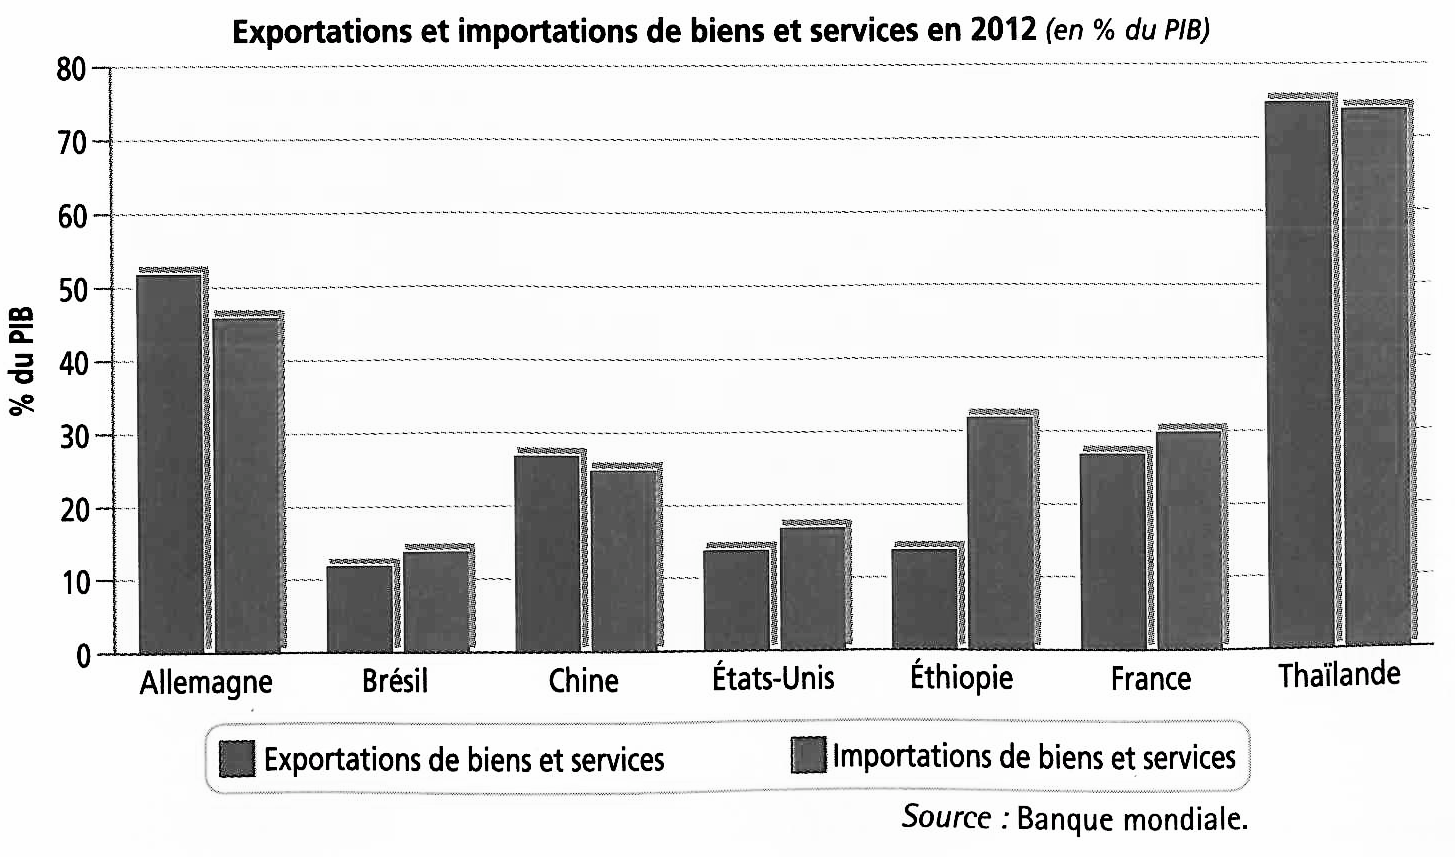 Exportations et importations de biens et services en 2012 (en % du PIB)
80
70
60
50
40
30
20
10
0
% du PIB
Allemagne Brésil Chine États-Unis Éthiopie France Thaïlande
Exportations de biens et services Importations de biens et services
Source : Banque mondiale.